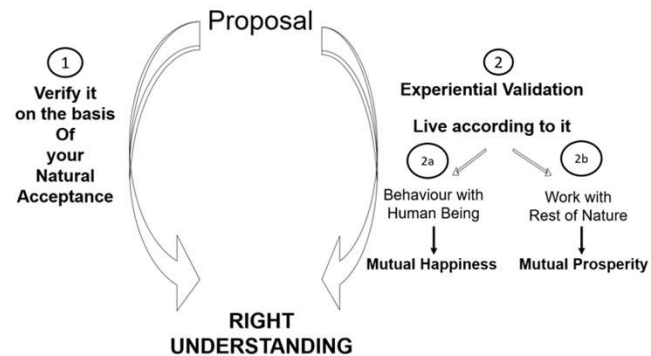 Proposal
1
Verify it
on the basis
Of
your
Natural
Acceptance
2
Experiential Validation
Live according to it
2a
2b
Behaviour with
Human Being
Work with
Rest of Nature
Mutual Happiness
Mutual Prosperity
RIGHT
UNDERSTANDING